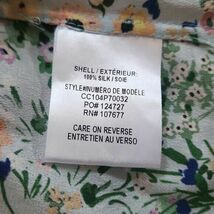 SHELL / EXTÉRIEUR:
100% SILK / SOIE
STYLE#/NUMÉRO DE MODÈLE
CC104P70032
PO# 124727
RN# 107677
CARE ON REVERSE
ENTRETIEN AU VERSO